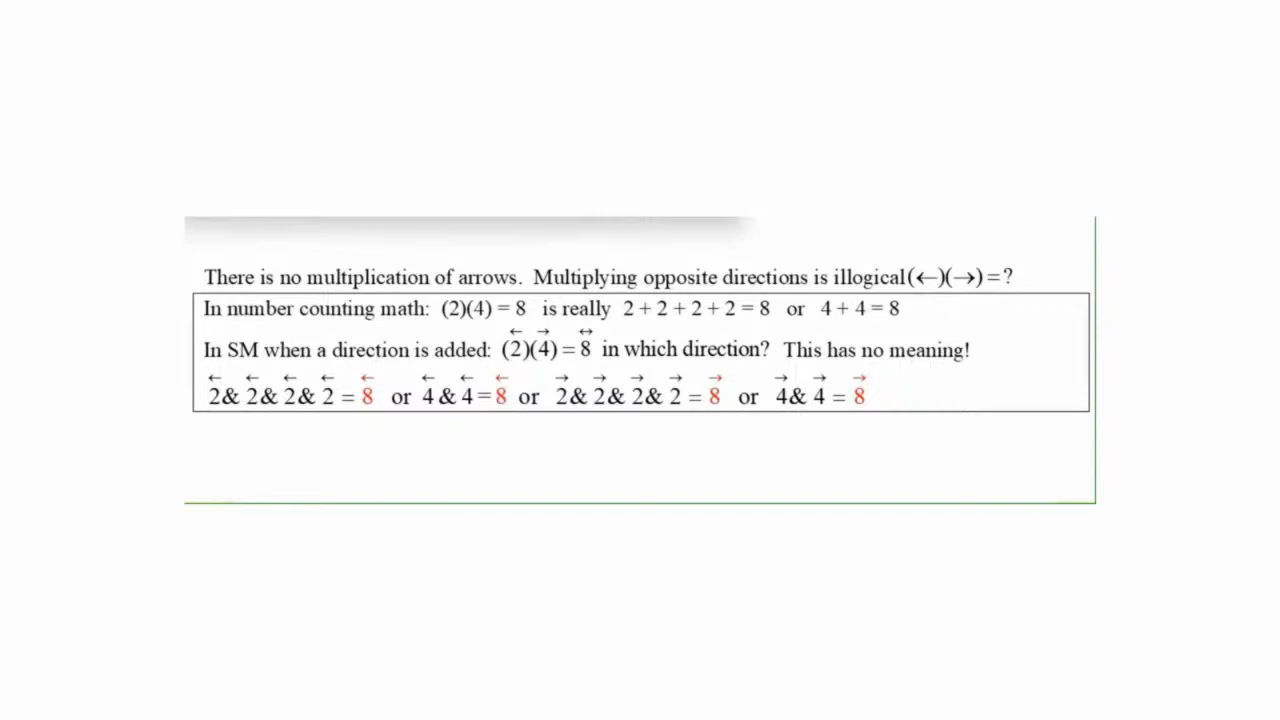 There is no multiplication of arrows. Multiplying opposite directions is illogical(←)(→)=?
In number counting math: (2)(4) = 8 is really 2 + 2 + 2 + 2 = 8 or 4 + 4 = 8
In SM when a direction is added: (2⃖)(4⃗) = 8⃡ in which direction? This has no meaning!
2⃖& 2⃖& 2⃖& 2⃖ = 8⃖ or 4⃖ & 4⃖ = 8⃖ or 2⃗& 2⃗& 2⃗& 2⃗ = 8⃗ or 4⃗& 4⃗ = 8⃗